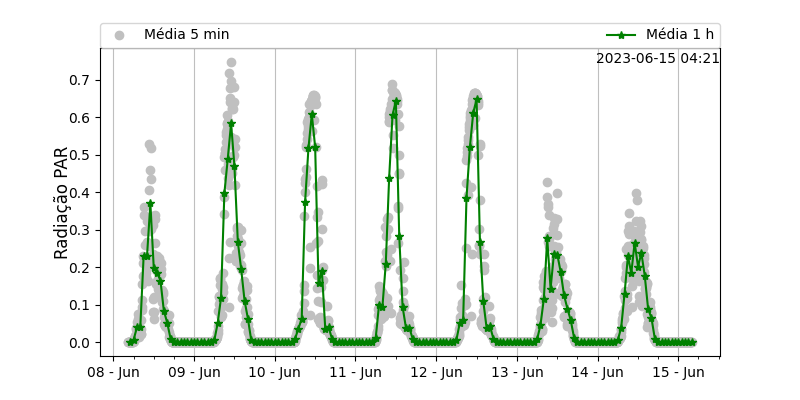 Média 5 min
Média 1 h
2023-06-15 04:21
Radiação PAR
0.7
0.6
0.5
0.4
0.3
0.2
0.1
0.0
08 - Jun
09 - Jun
10 - Jun
11 - Jun
12 - Jun
13 - Jun
14 - Jun
15 - Jun